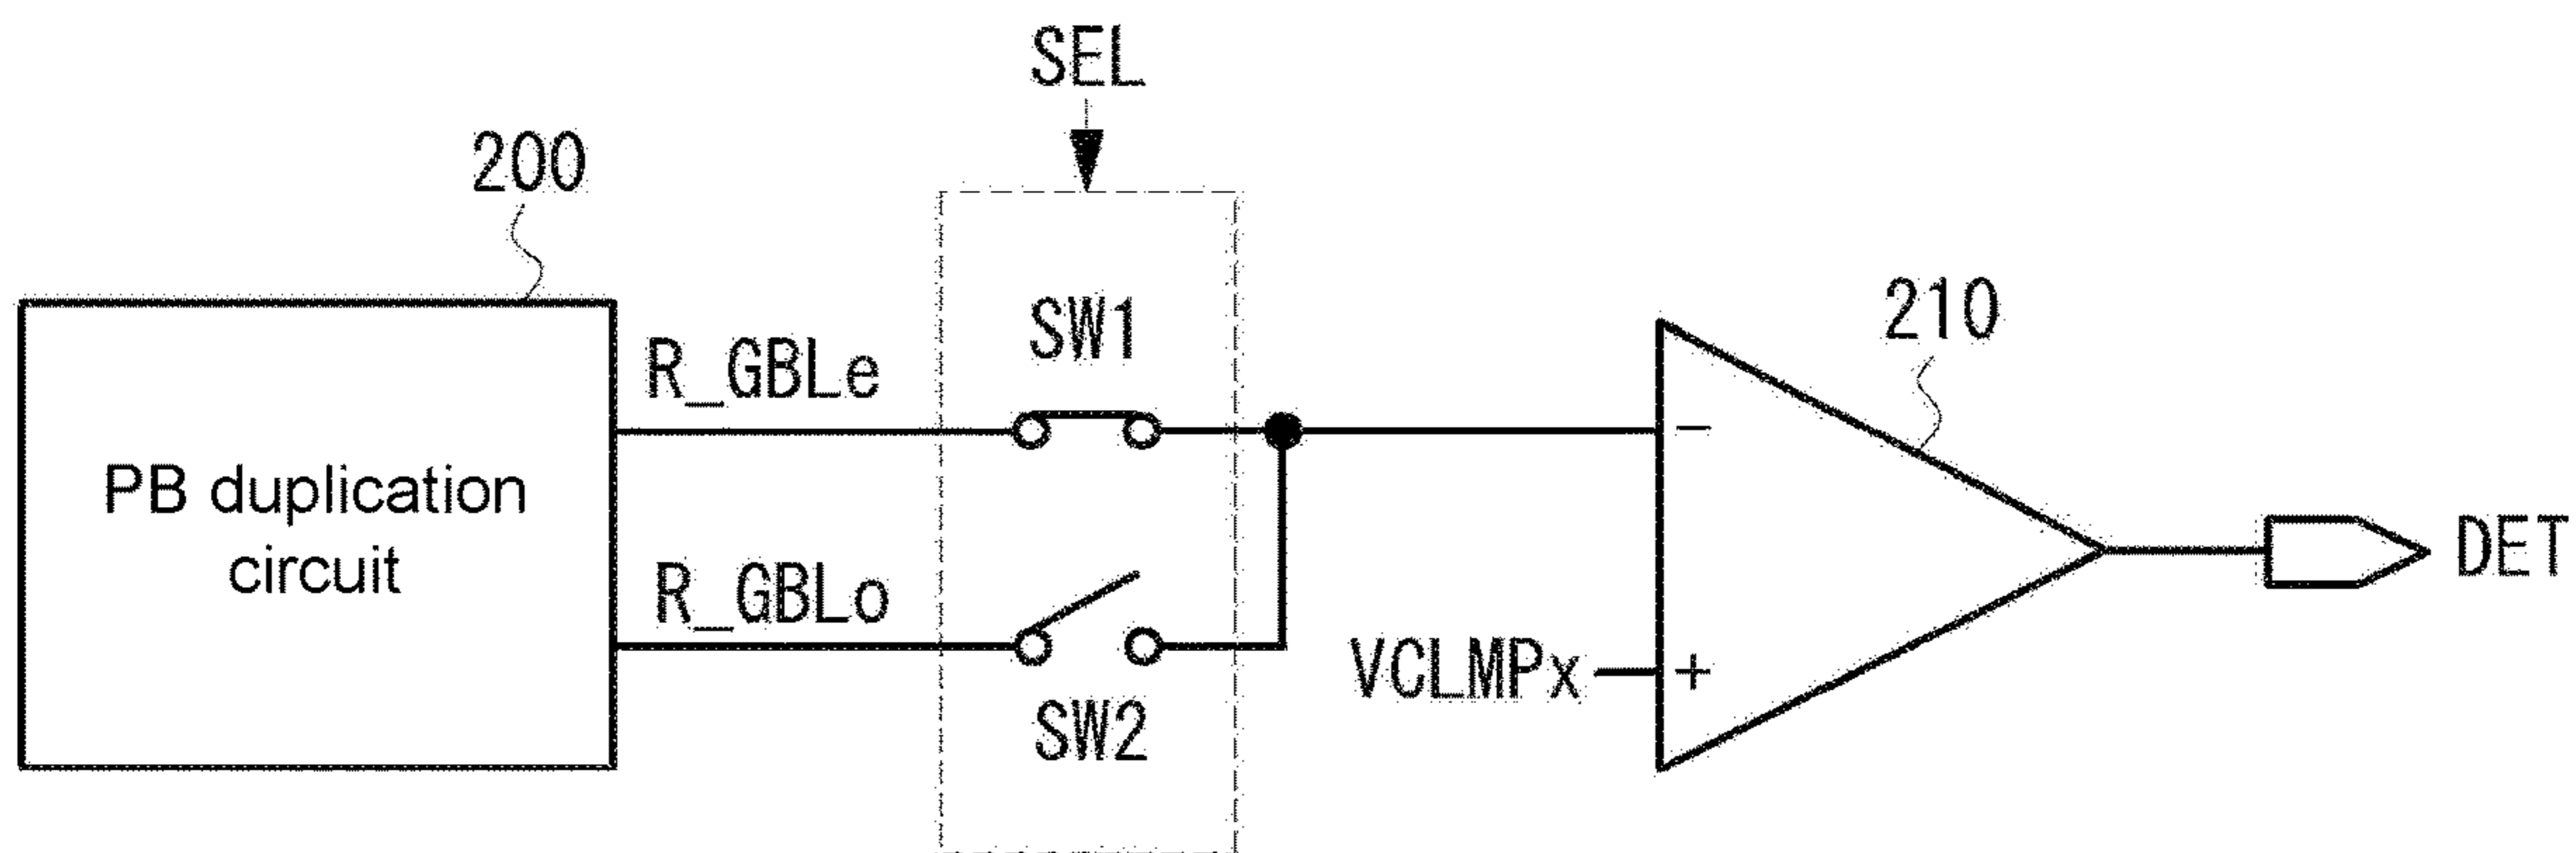 SEL
200
SW1
210
R_GBLe
−
PB duplication
circuit
DET
R_GBLo
VCLMPx
+
SW2